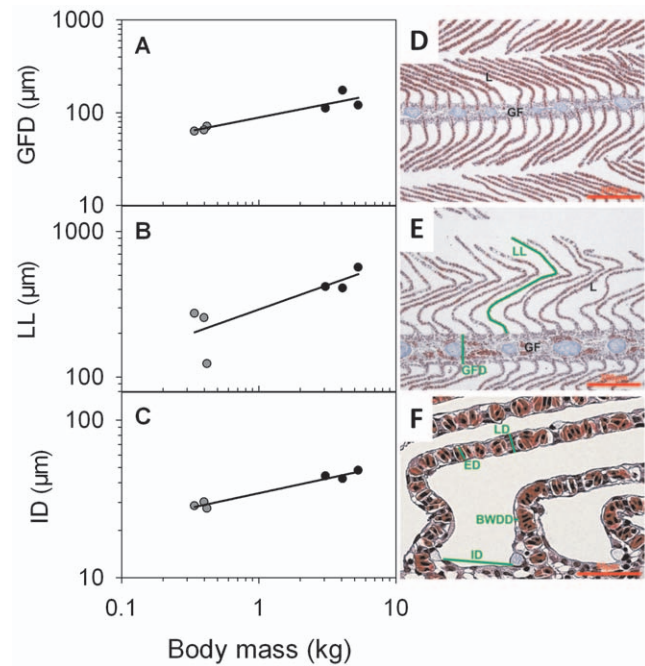 A
1000
100
10
GFD (µm)
B
1000
100
LL (µm)
C
100
10
ID (µm)
0.1 1 10
Body mass (kg)
D
L
GF
E
LL
L
GF
GFD
F
LD
ED
BWDD
ID